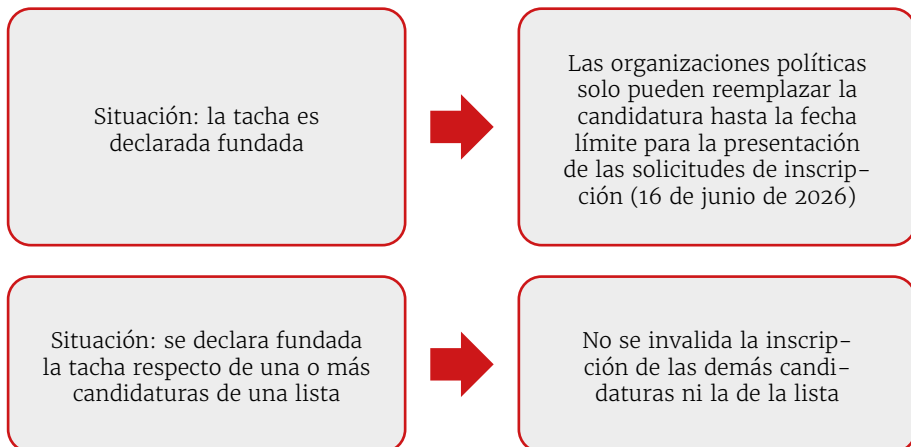 Situación: la tacha es
declarada fundada
Las organizaciones políticas
solo pueden reemplazar la
candidatura hasta la fecha
límite para la presentación
de las solicitudes de inscrip-
ción (16 de junio de 2026)
Situación: se declara fundada
la tacha respecto de una o más
candidaturas de una lista
No se invalida la inscrip-
ción de las demás candi-
daturas ni la de la lista